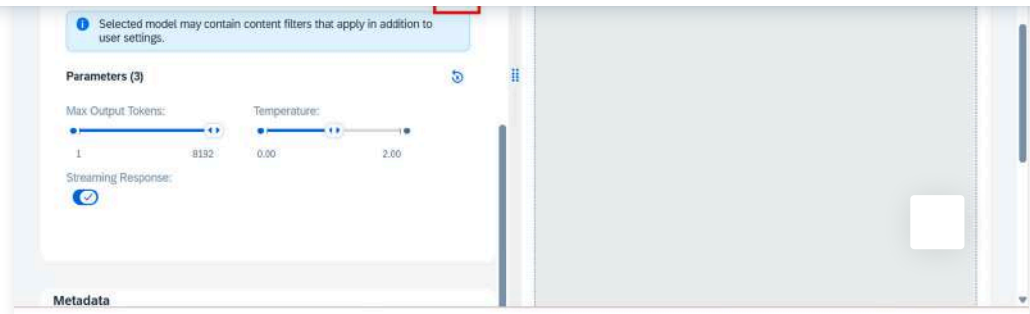 Selected model may contain content filters that apply in addition to
user settings.
Parameters (3)
Max Output Tokens:
Temperature:
1
8192
0.00
2.00
Streaming Response:
Metadata